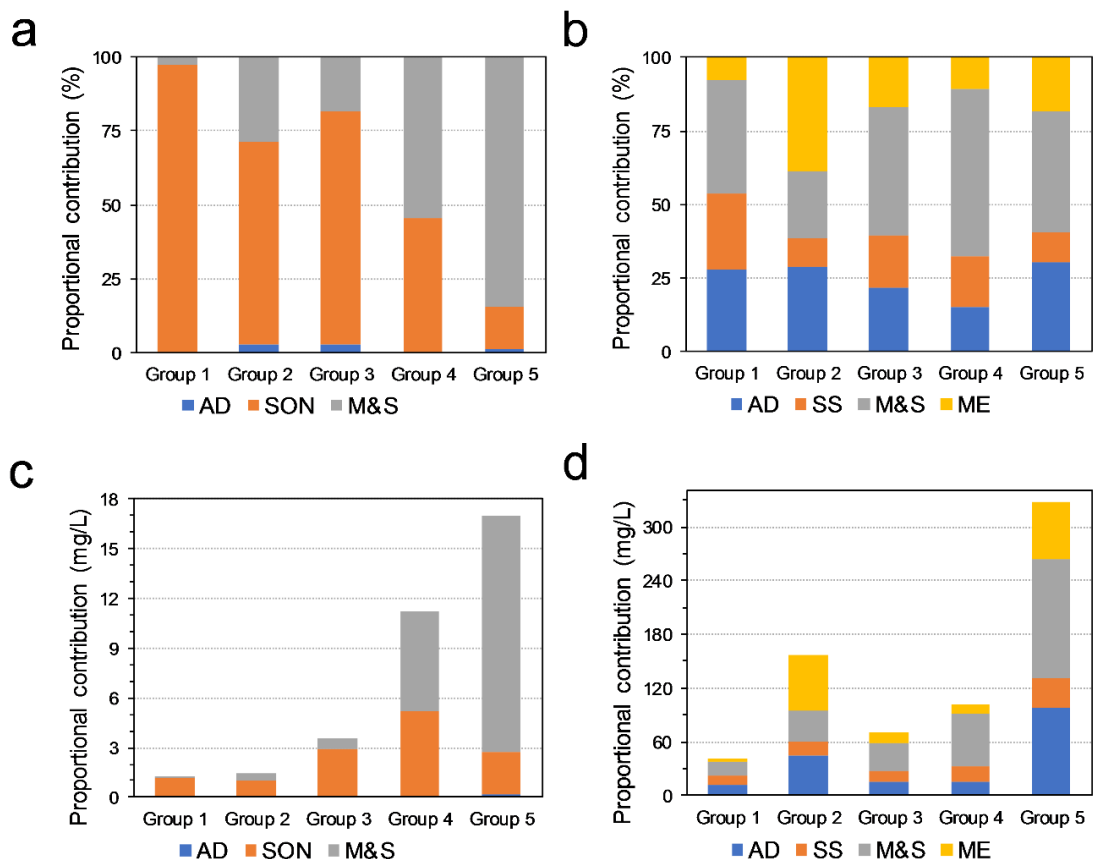 a
Proportional contribution (%)
100
75
50
25
0
Group 1 Group 2 Group 3 Group 4 Group 5
AD SON M&S
b
Proportional contribution (%)
100
75
50
25
0
Group 1 Group 2 Group 3 Group 4 Group 5
AD SS M&S ME
c
Proportional contribution (mg/L)
18
15
12
9
6
3
0
Group 1 Group 2 Group 3 Group 4 Group 5
AD SON M&S
d
Proportional contribution (mg/L)
300
240
180
120
60
0
Group 1 Group 2 Group 3 Group 4 Group 5
AD SS M&S ME